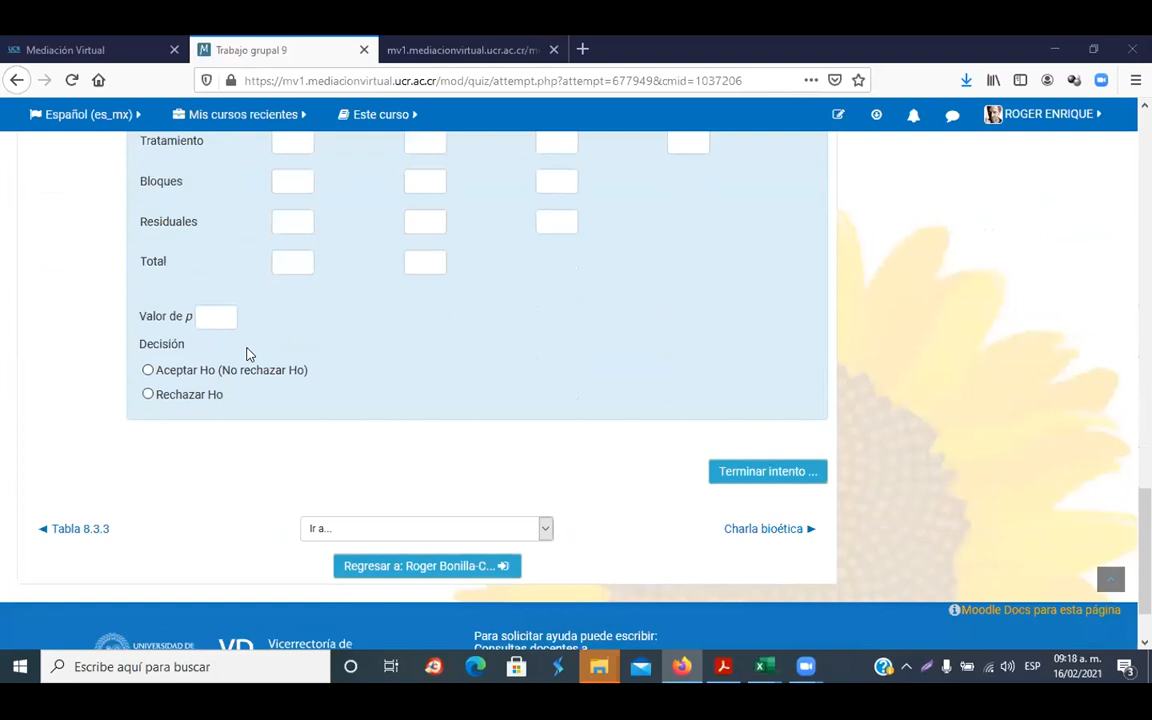 Mediación Virtual
Trabajo grupal 9
mv1.mediacionvirtual.ucr.ac.cr/m
https://mv1.mediacionvirtual.ucr.ac.cr/mod/quiz/attempt.php?attempt=677949&cmid=1037206
Español (es_mx)
Mis cursos recientes
Este curso
ROGER ENRIQUE
Tratamiento
Bloques
Residuales
Total
Valor de p
Decisión
Aceptar Ho (No rechazar Ho)
Rechazar Ho
Terminar intento ...
Tabla 8.3.3
Ir a...
Charla bioética
Regresar a: Roger Bonilla-C...
Moodle Docs para esta página
UNIVERSIDAD DE
VD
Vicerrectoría de
Para solicitar ayuda puede escribir:
Consultas docentes a
Escribe aquí para buscar
ESP
09:18 a. m.
16/02/2021
3